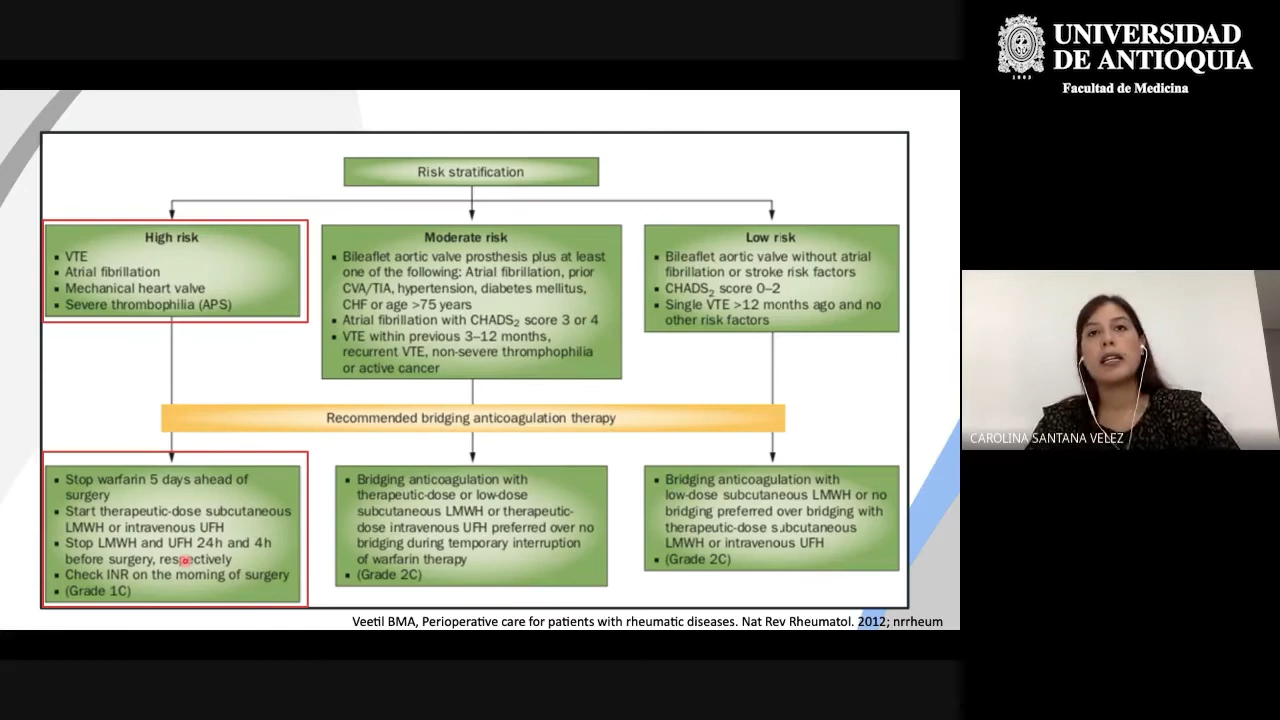 UNIVERSIDAD
DE ANTIOQUIA
1803
Facultad de Medicina
Risk stratification
High risk
▪ VTE
▪ Atrial fibrillation
▪ Mechanical heart valve
▪ Severe thrombophilia (APS)
Moderate risk
▪ Bileaflet aortic valve prosthesis plus at least
one of the following: Atrial fibrillation, prior
CVA/TIA, hypertension, diabetes mellitus,
CHF or age >75 years
▪ Atrial fibrillation with CHADS₂ score 3 or 4
▪ VTE within previous 3–12 months,
recurrent VTE, non-severe thromphophilia
or active cancer
Low risk
▪ Bileaflet aortic valve without atrial
fibrillation or stroke risk factors
▪ CHADS₂ score 0–2
▪ Single VTE >12 months ago and no
other risk factors
Recommended bridging anticoagulation therapy
▪ Stop warfarin 5 days ahead of
surgery
▪ Start therapeutic-dose subcutaneous
LMWH or intravenous UFH
▪ Stop LMWH and UFH 24h and 4h
before surgery, respectively
▪ Check INR on the morning of surgery
▪ (Grade 1C)
▪ Bridging anticoagulation with
therapeutic-dose or low-dose
subcutaneous LMWH or therapeutic-
dose intravenous UFH preferred over no
bridging during temporary interruption
of warfarin therapy
▪ (Grade 2C)
▪ Bridging anticoagulation with
low-dose subcutaneous LMWH or no
bridging preferred over bridging with
therapeutic-dose subcutaneous
LMWH or intravenous UFH
▪ (Grade 2C)
Veetil BMA, Perioperative care for patients with rheumatic diseases. Nat Rev Rheumatol. 2012; nrrheum
CAROLINA SANTANA VELEZ